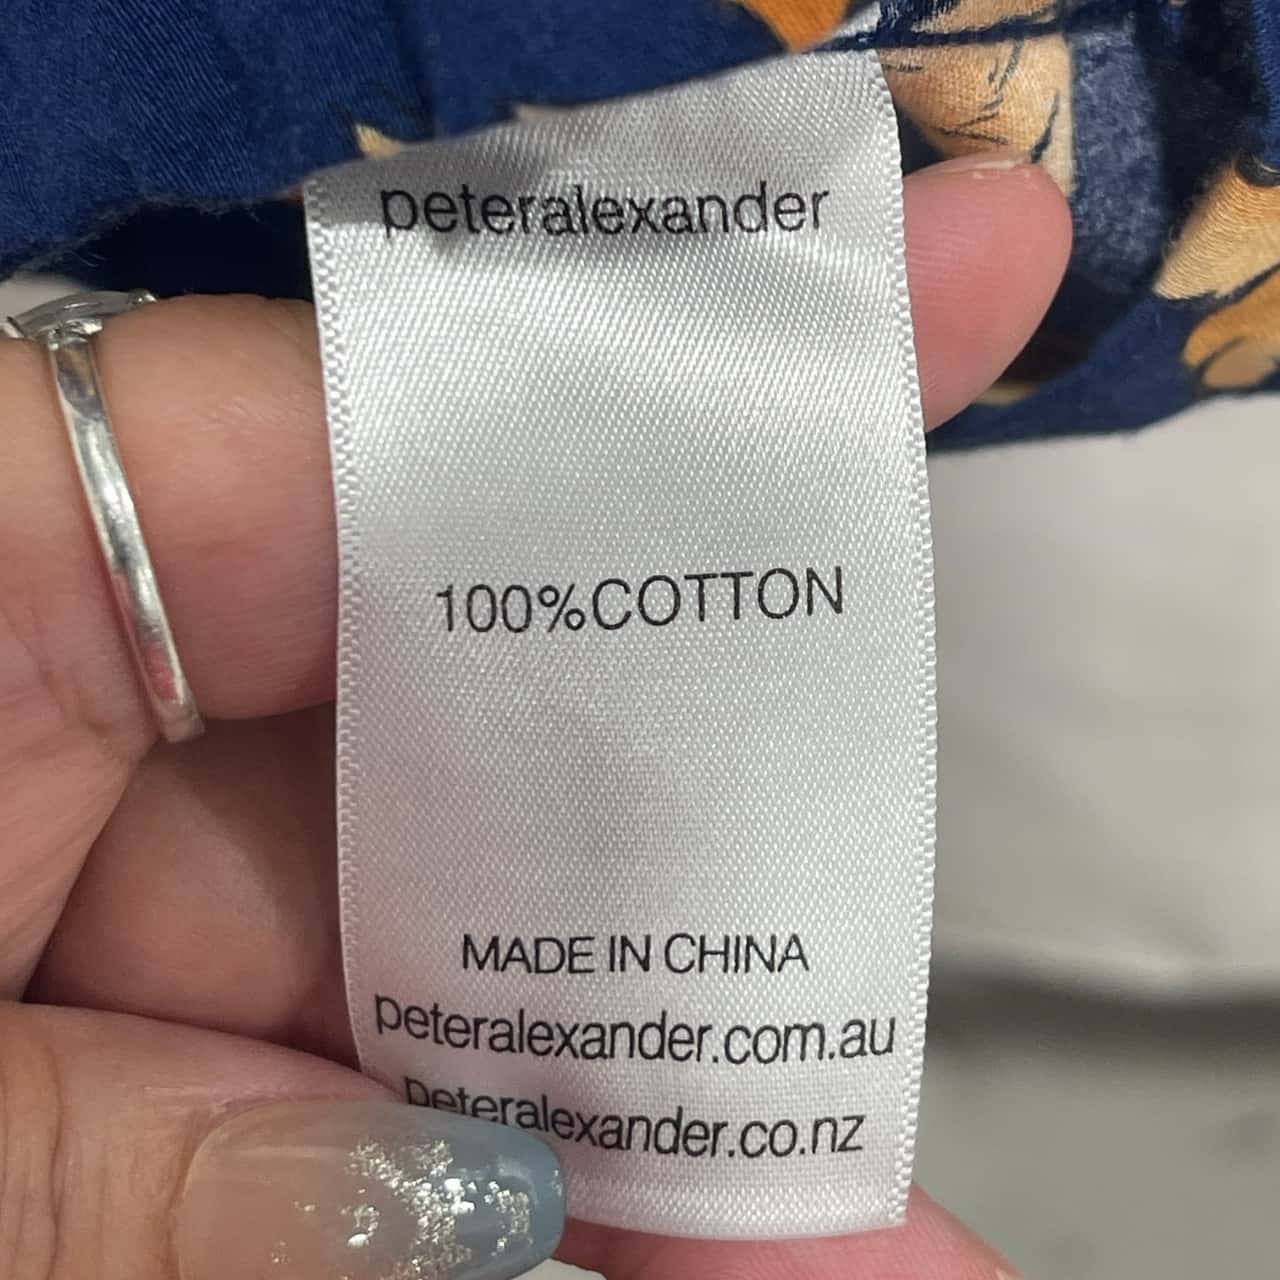 peteralexander
100%COTTON
MADE IN CHINA
peteralexander.com.au
peteralexander.co.nz